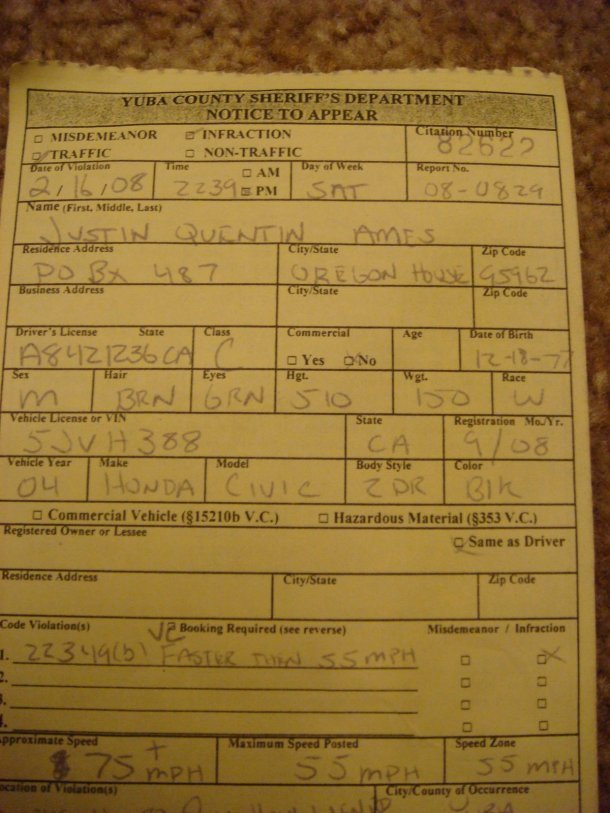 YUBA COUNTY SHERIFF'S DEPARTMENT
NOTICE TO APPEAR
MISDEMEANOR INFRACTION Citation Number
TRAFFIC NON-TRAFFIC 82622
Date of Violation Time AM Day of Week Report No.
2/16/08 2239 PM SAT 08-0829
Name (First, Middle, Last)
JUSTIN QUENTIN AMES
Residence Address City/State Zip Code
PO BX 487 OREGON HOUSE 95962
Business Address City/State Zip Code
Driver's License State Class Commercial Age Date of Birth
A8421236 CA C Yes No 12-18-77
Sex Hair Eyes Hgt. Wgt. Race
M BRN GRN 510 150 W
Vehicle License or VIN State Registration Mo./Yr.
5JVH388 CA 9/08
Vehicle Year Make Model Body Style Color
04 HONDA CIVIC 2DR Blk
Commercial Vehicle (§15210b V.C.) Hazardous Material (§353 V.C.)
Registered Owner or Lessee Same as Driver
Residence Address City/State Zip Code
Code Violation(s) VC Booking Required (see reverse) Misdemeanor / Infraction
1. 22349(b) FASTER THEN 55 MPH X
2.
3.
4.
Approximate Speed Maximum Speed Posted Speed Zone
75+ MPH 55 MPH 55 MPH
Location of Violation(s) City/County of Occurrence